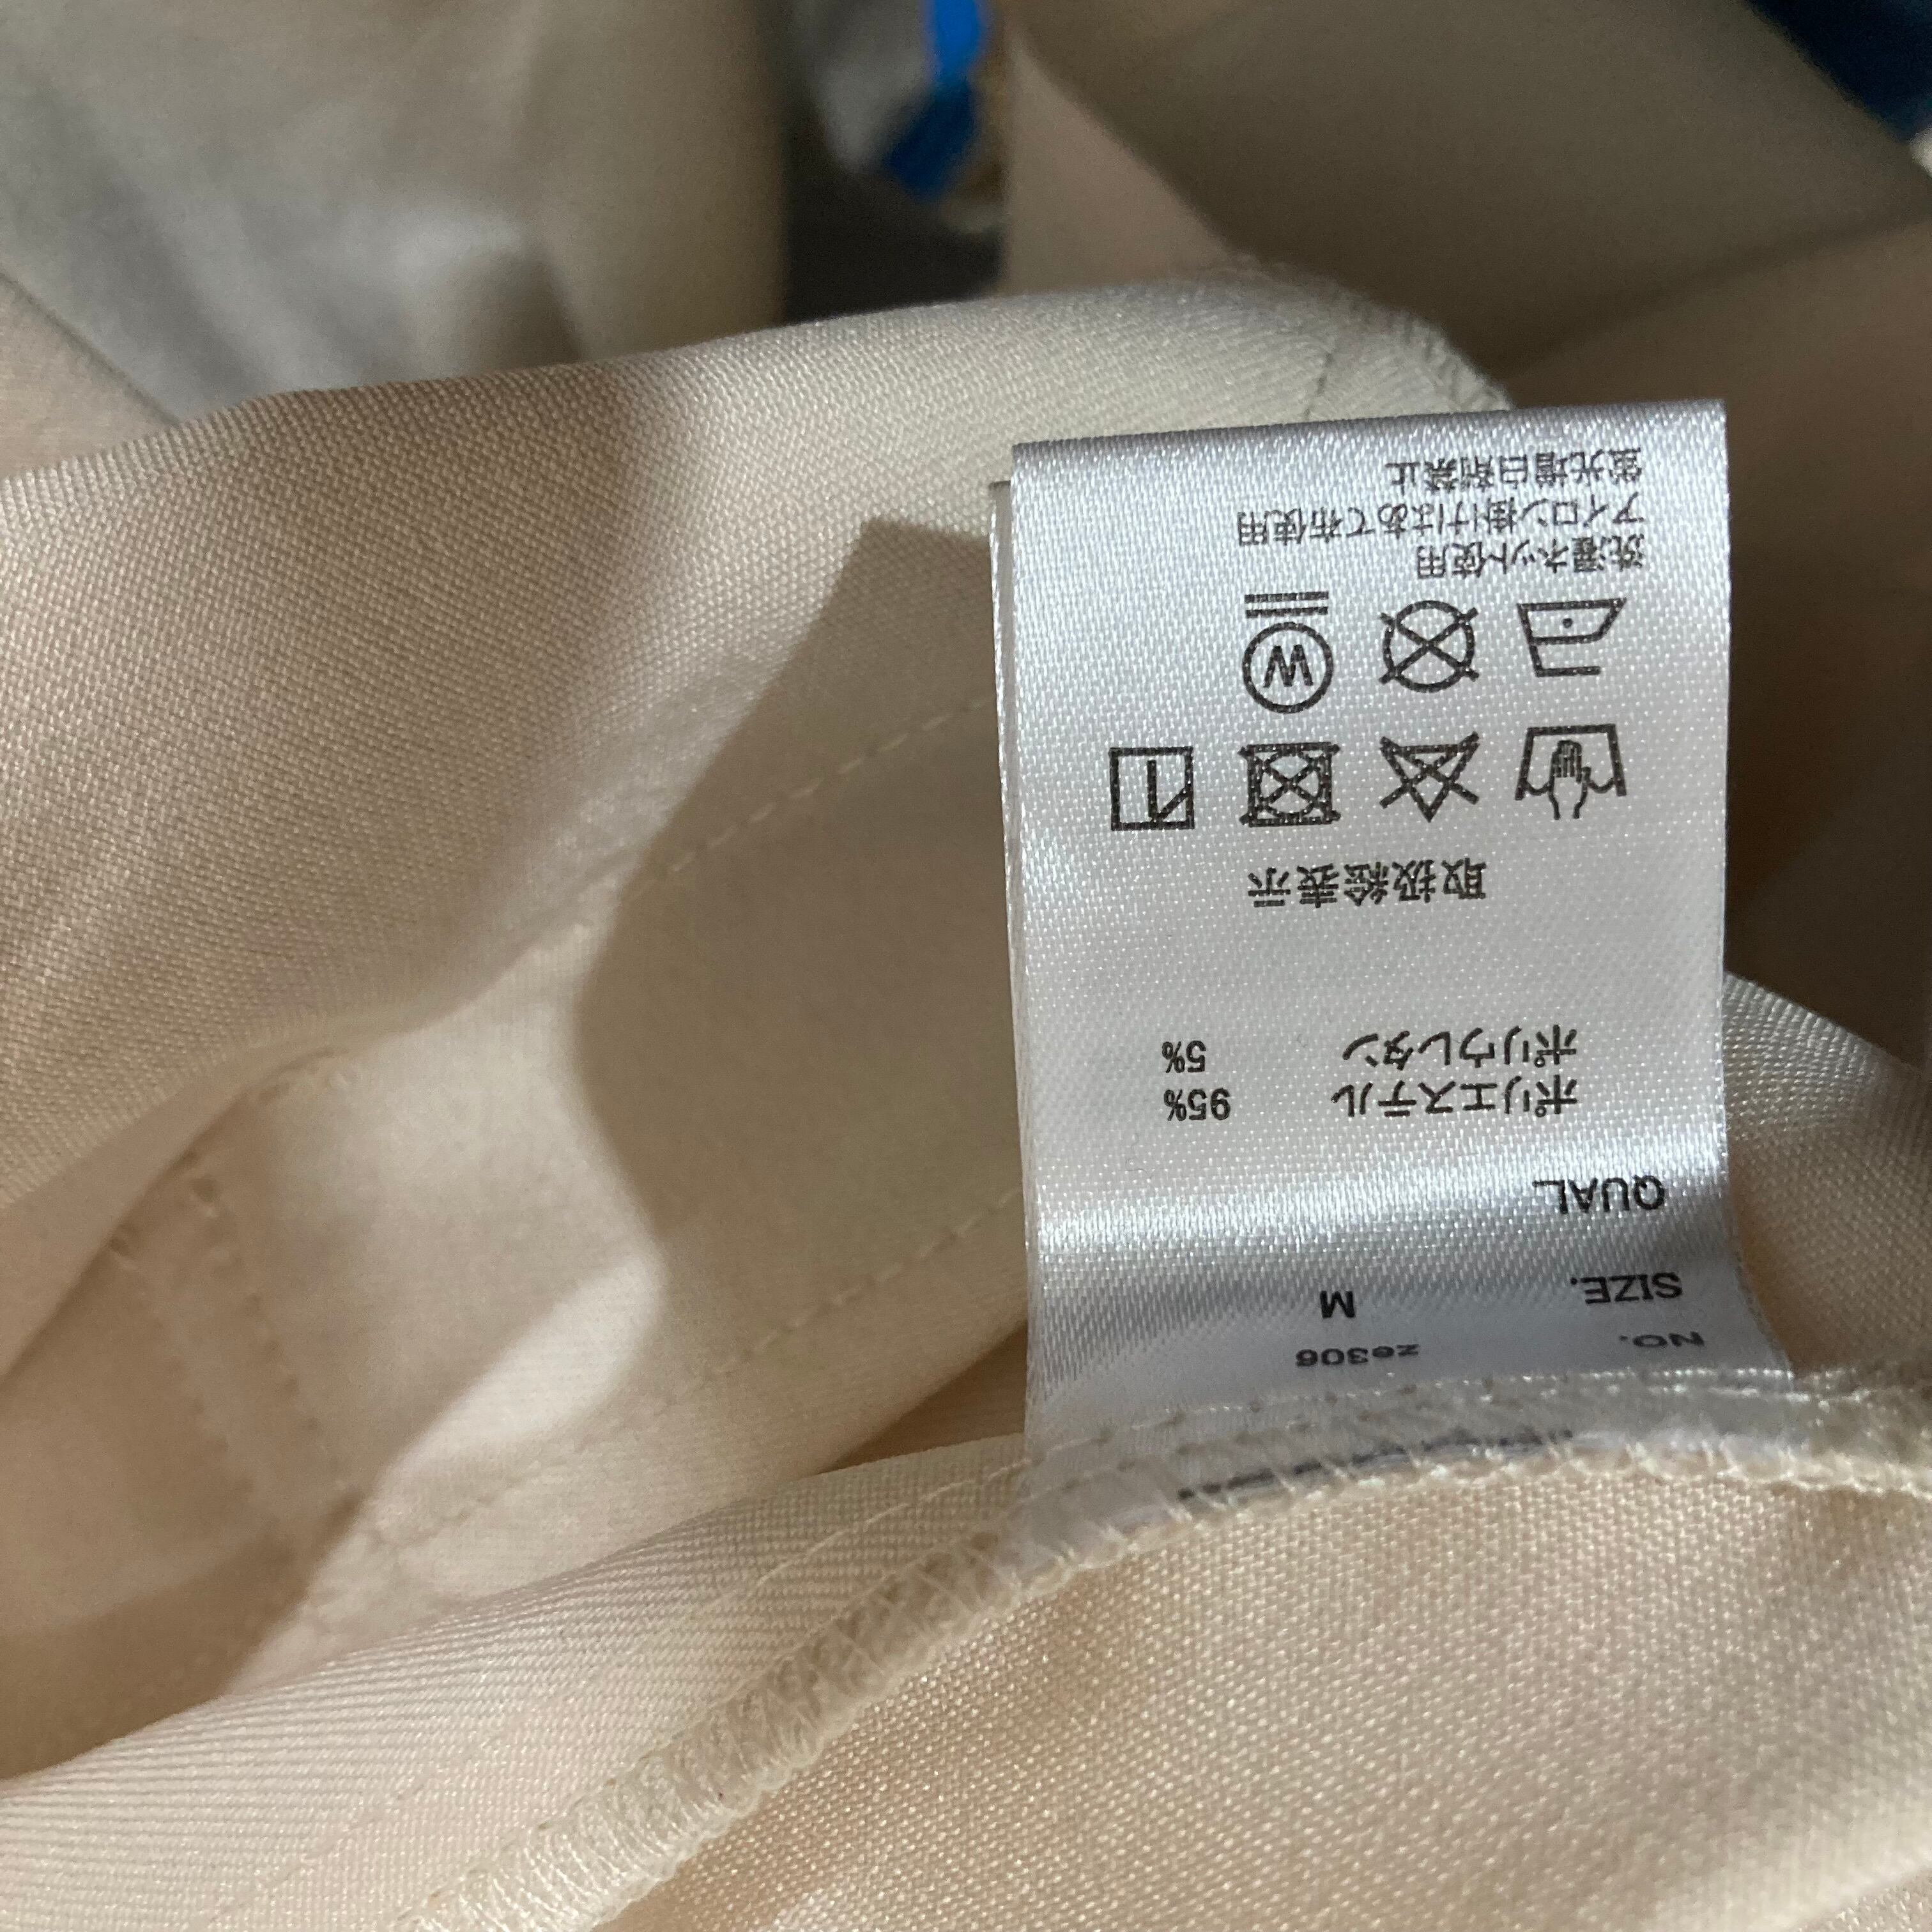 NO. ze306
SIZE. M
QUAL
ポリエステル 95%
ポリウレタン 5%
取扱絵表示
W
洗濯ネット使用
アイロン掛けはあて布使用
蛍光増白剤禁止